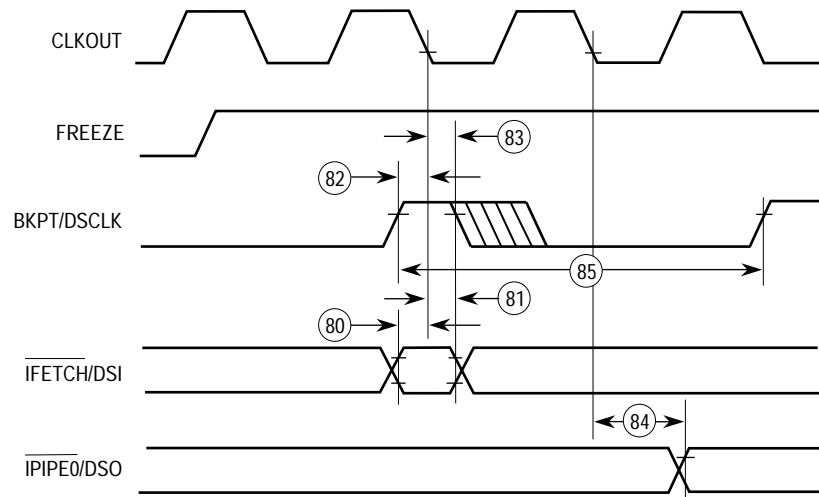 CLKOUT
FREEZE
83
82
BKPT/DSCLK
85
81
80
IFETCH/DSI
84
IPIPE0/DSO